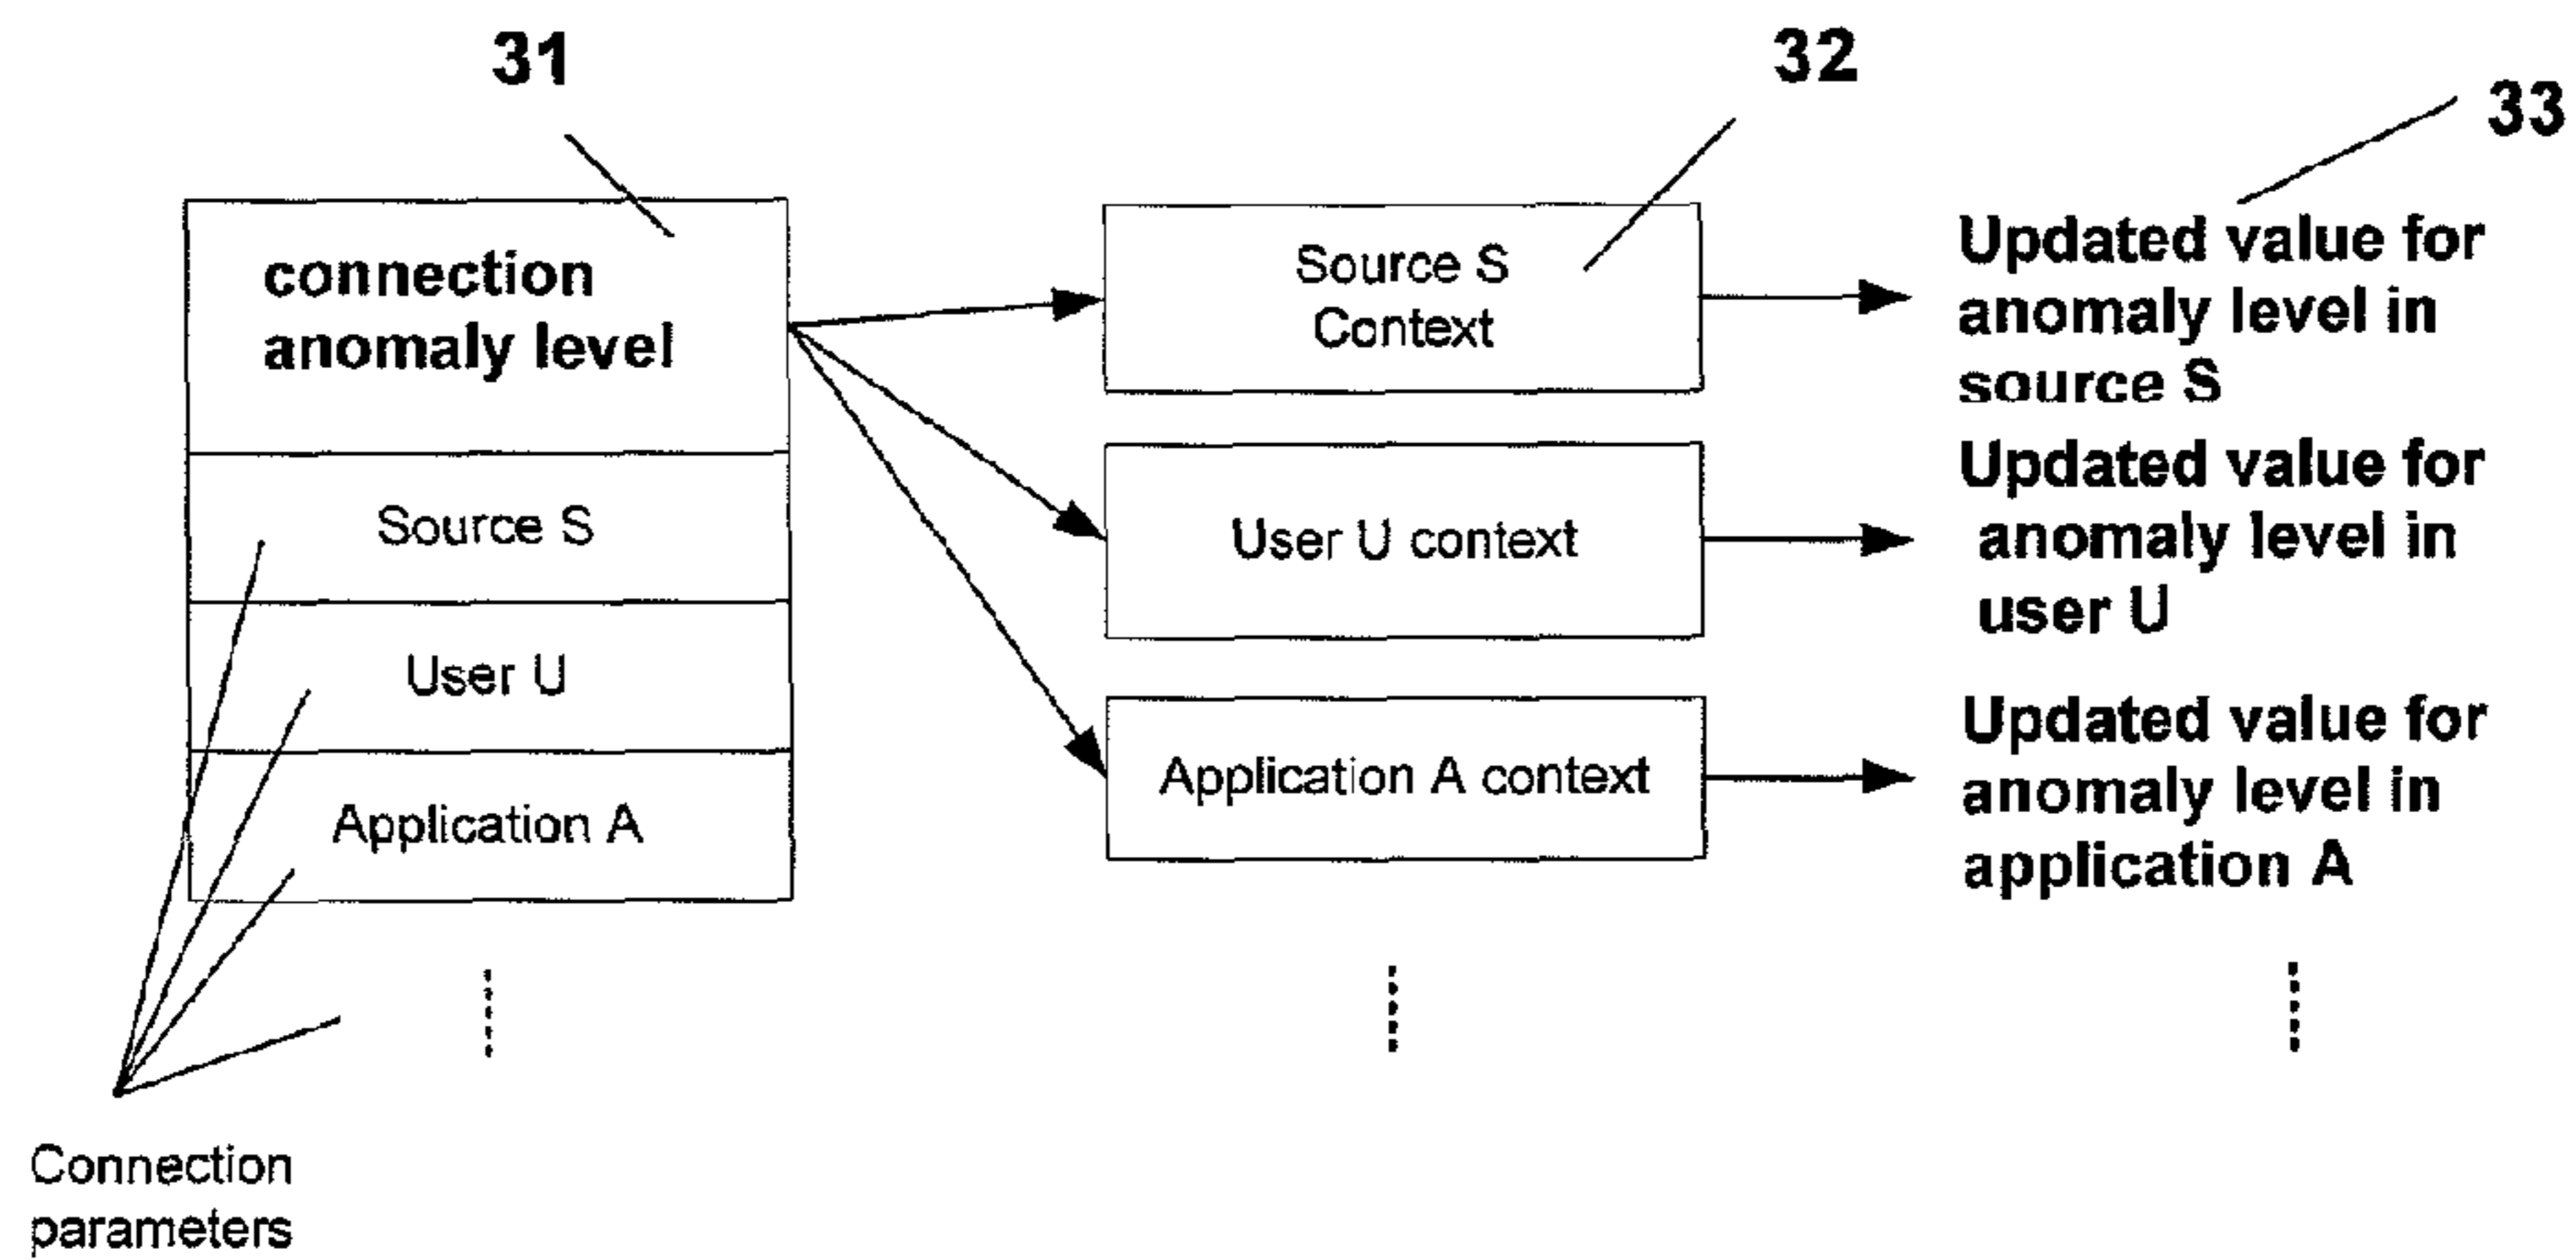 31
32
33
connection
anomaly level
Source S
User U
Application A
Connection
parameters
Source S
Context
User U context
Application A context
Updated value for
anomaly level in
source S
Updated value for
anomaly level in
user U
Updated value for
anomaly level in
application A